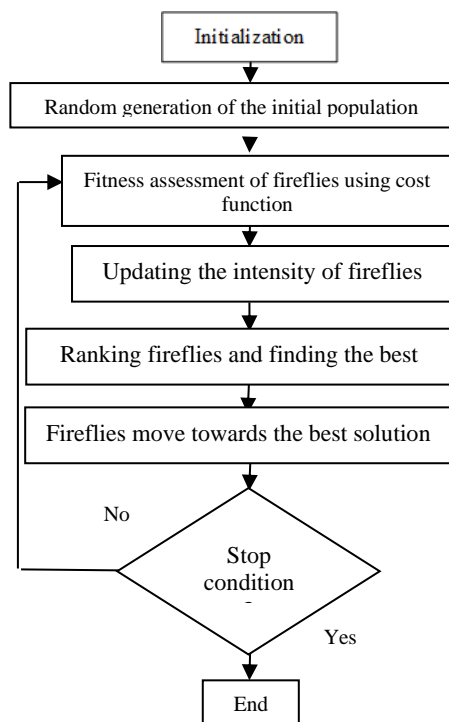 Initialization
Random generation of the initial population
Fitness assessment of fireflies using cost
function
Updating the intensity of fireflies
Ranking fireflies and finding the best
Fireflies move towards the best solution
No
Stop
condition
Yes
End